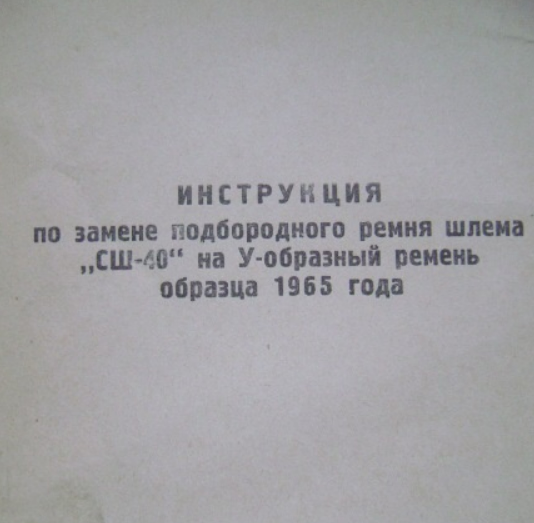 ИНСТРУКЦИЯ
по замене подбородного ремня шлема
„СШ-40“ на У-образный ремень
образца 1965 года